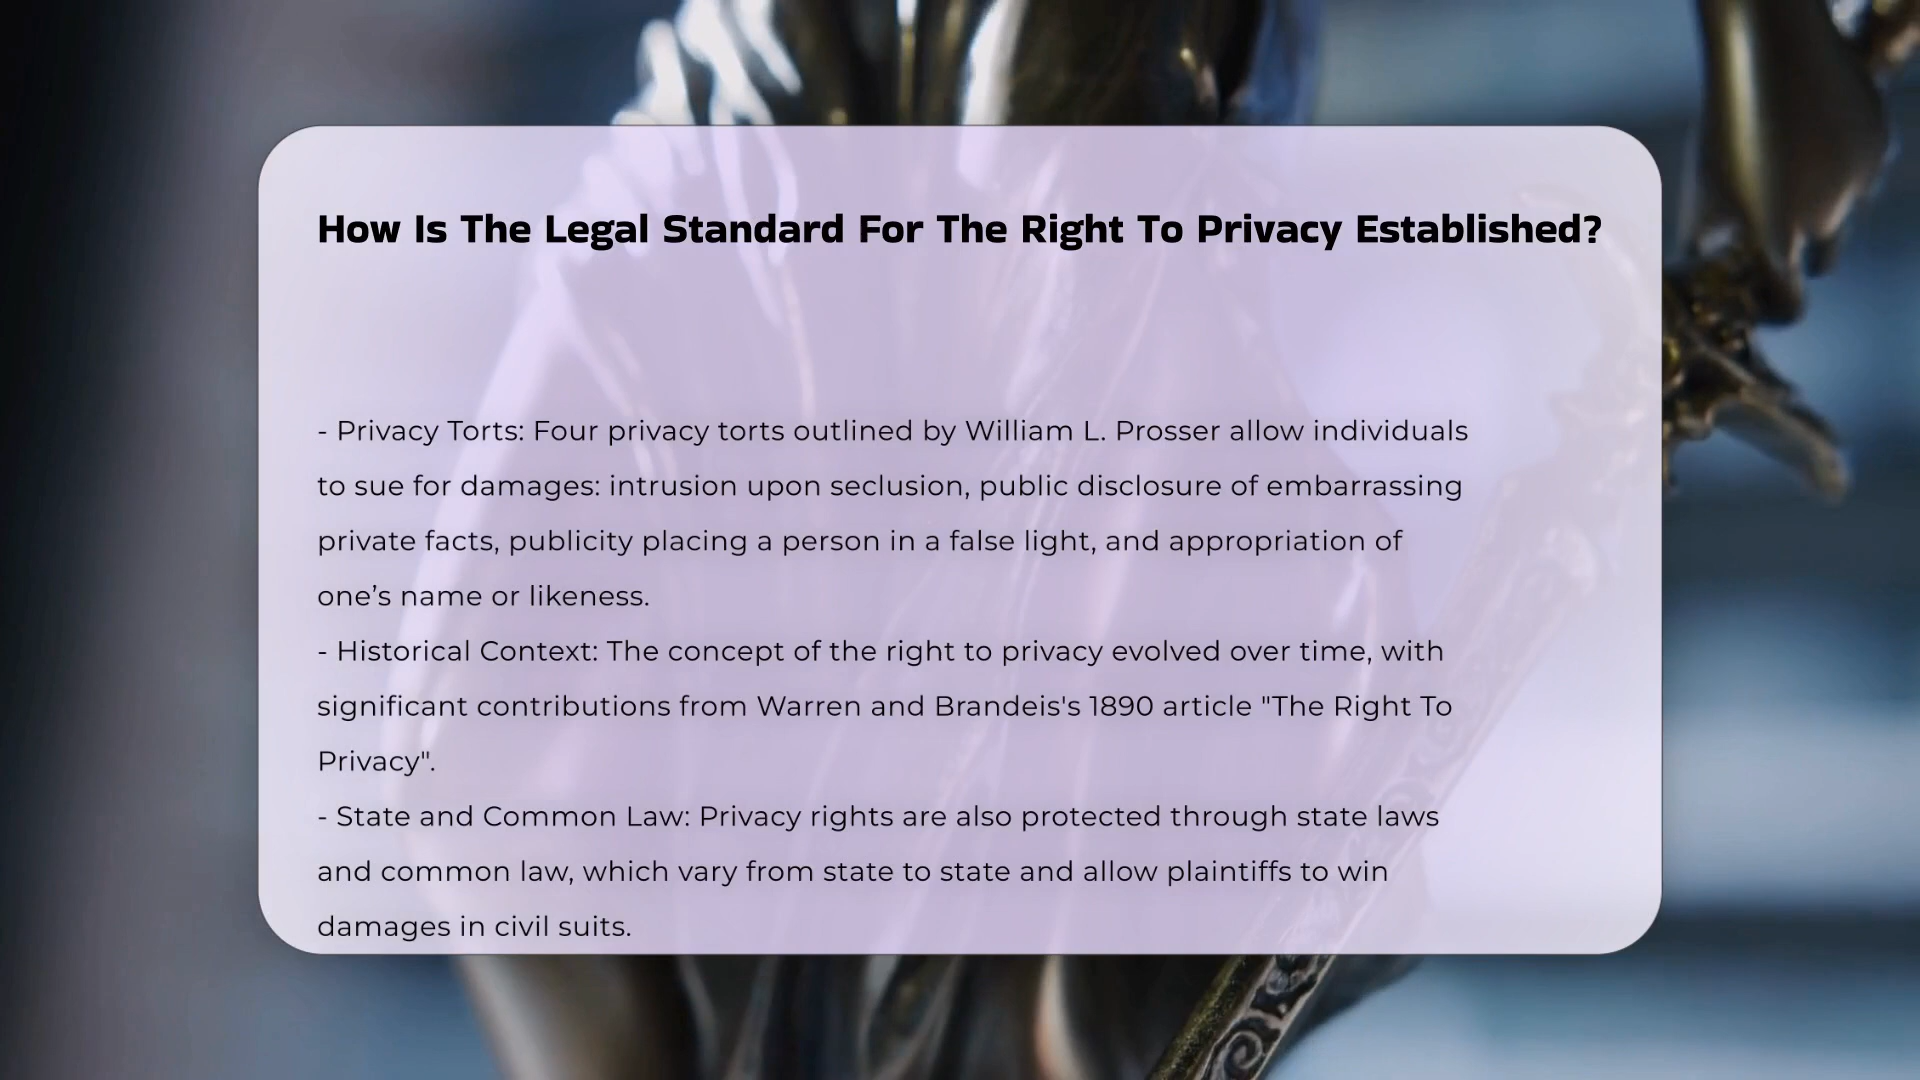 How Is The Legal Standard For The Right To Privacy Established?
- Privacy Torts: Four privacy torts outlined by William L. Prosser allow individuals
to sue for damages: intrusion upon seclusion, public disclosure of embarrassing
private facts, publicity placing a person in a false light, and appropriation of
one’s name or likeness.
- Historical Context: The concept of the right to privacy evolved over time, with
significant contributions from Warren and Brandeis's 1890 article "The Right To
Privacy".
- State and Common Law: Privacy rights are also protected through state laws
and common law, which vary from state to state and allow plaintiffs to win
damages in civil suits.